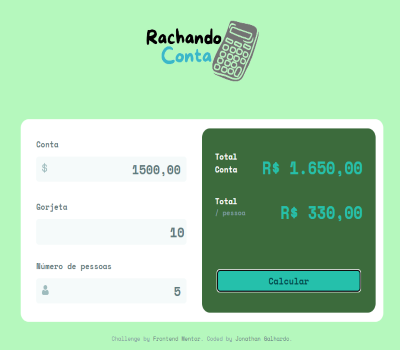 Rachando
Conta
Conta
$ 1500,00
Gorjeta
10
Número de pessoas
5
Total
Conta
R$ 1.650,00
Total
/ pessoa
R$ 330,00
Calcular
Challenge by Frontend Mentor. Coded by Jonathan Galhardo.